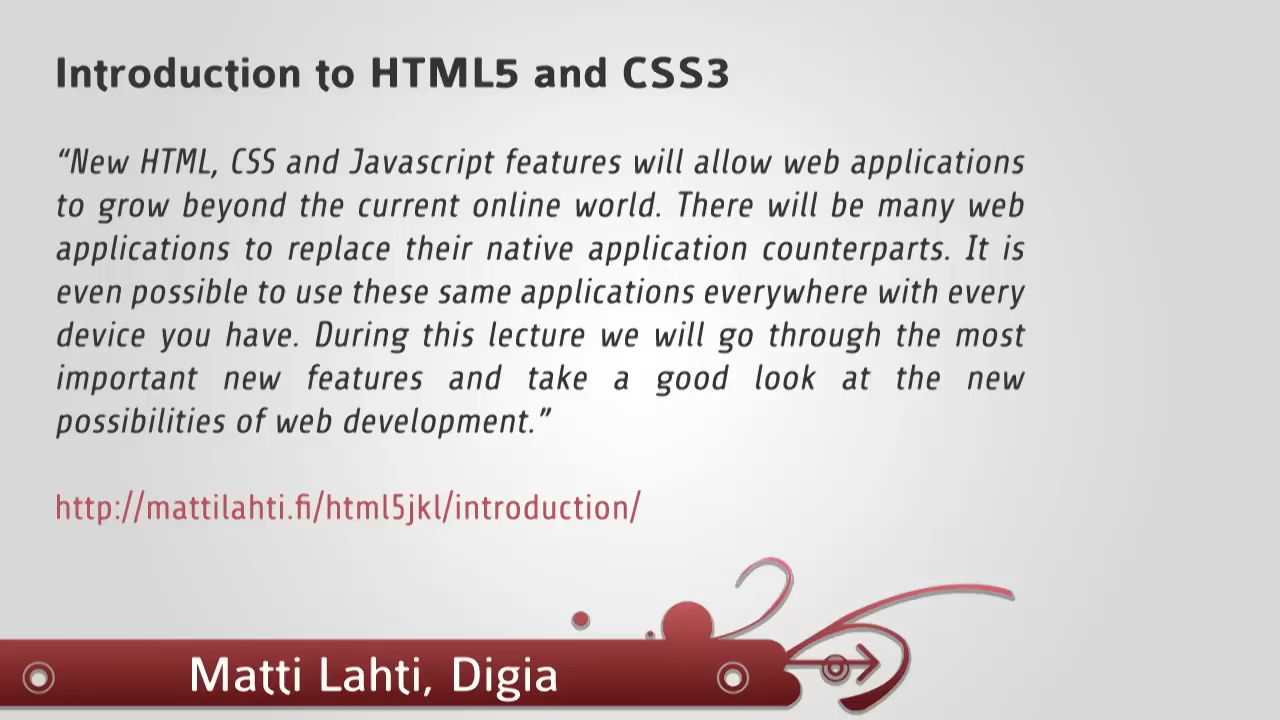 Introduction to HTML5 and CSS3
“New HTML, CSS and Javascript features will allow web applications
to grow beyond the current online world. There will be many web
applications to replace their native application counterparts. It is
even possible to use these same applications everywhere with every
device you have. During this lecture we will go through the most
important new features and take a good look at the new
possibilities of web development.”
http://mattilahti.fi/html5jkl/introduction/
Matti Lahti, Digia